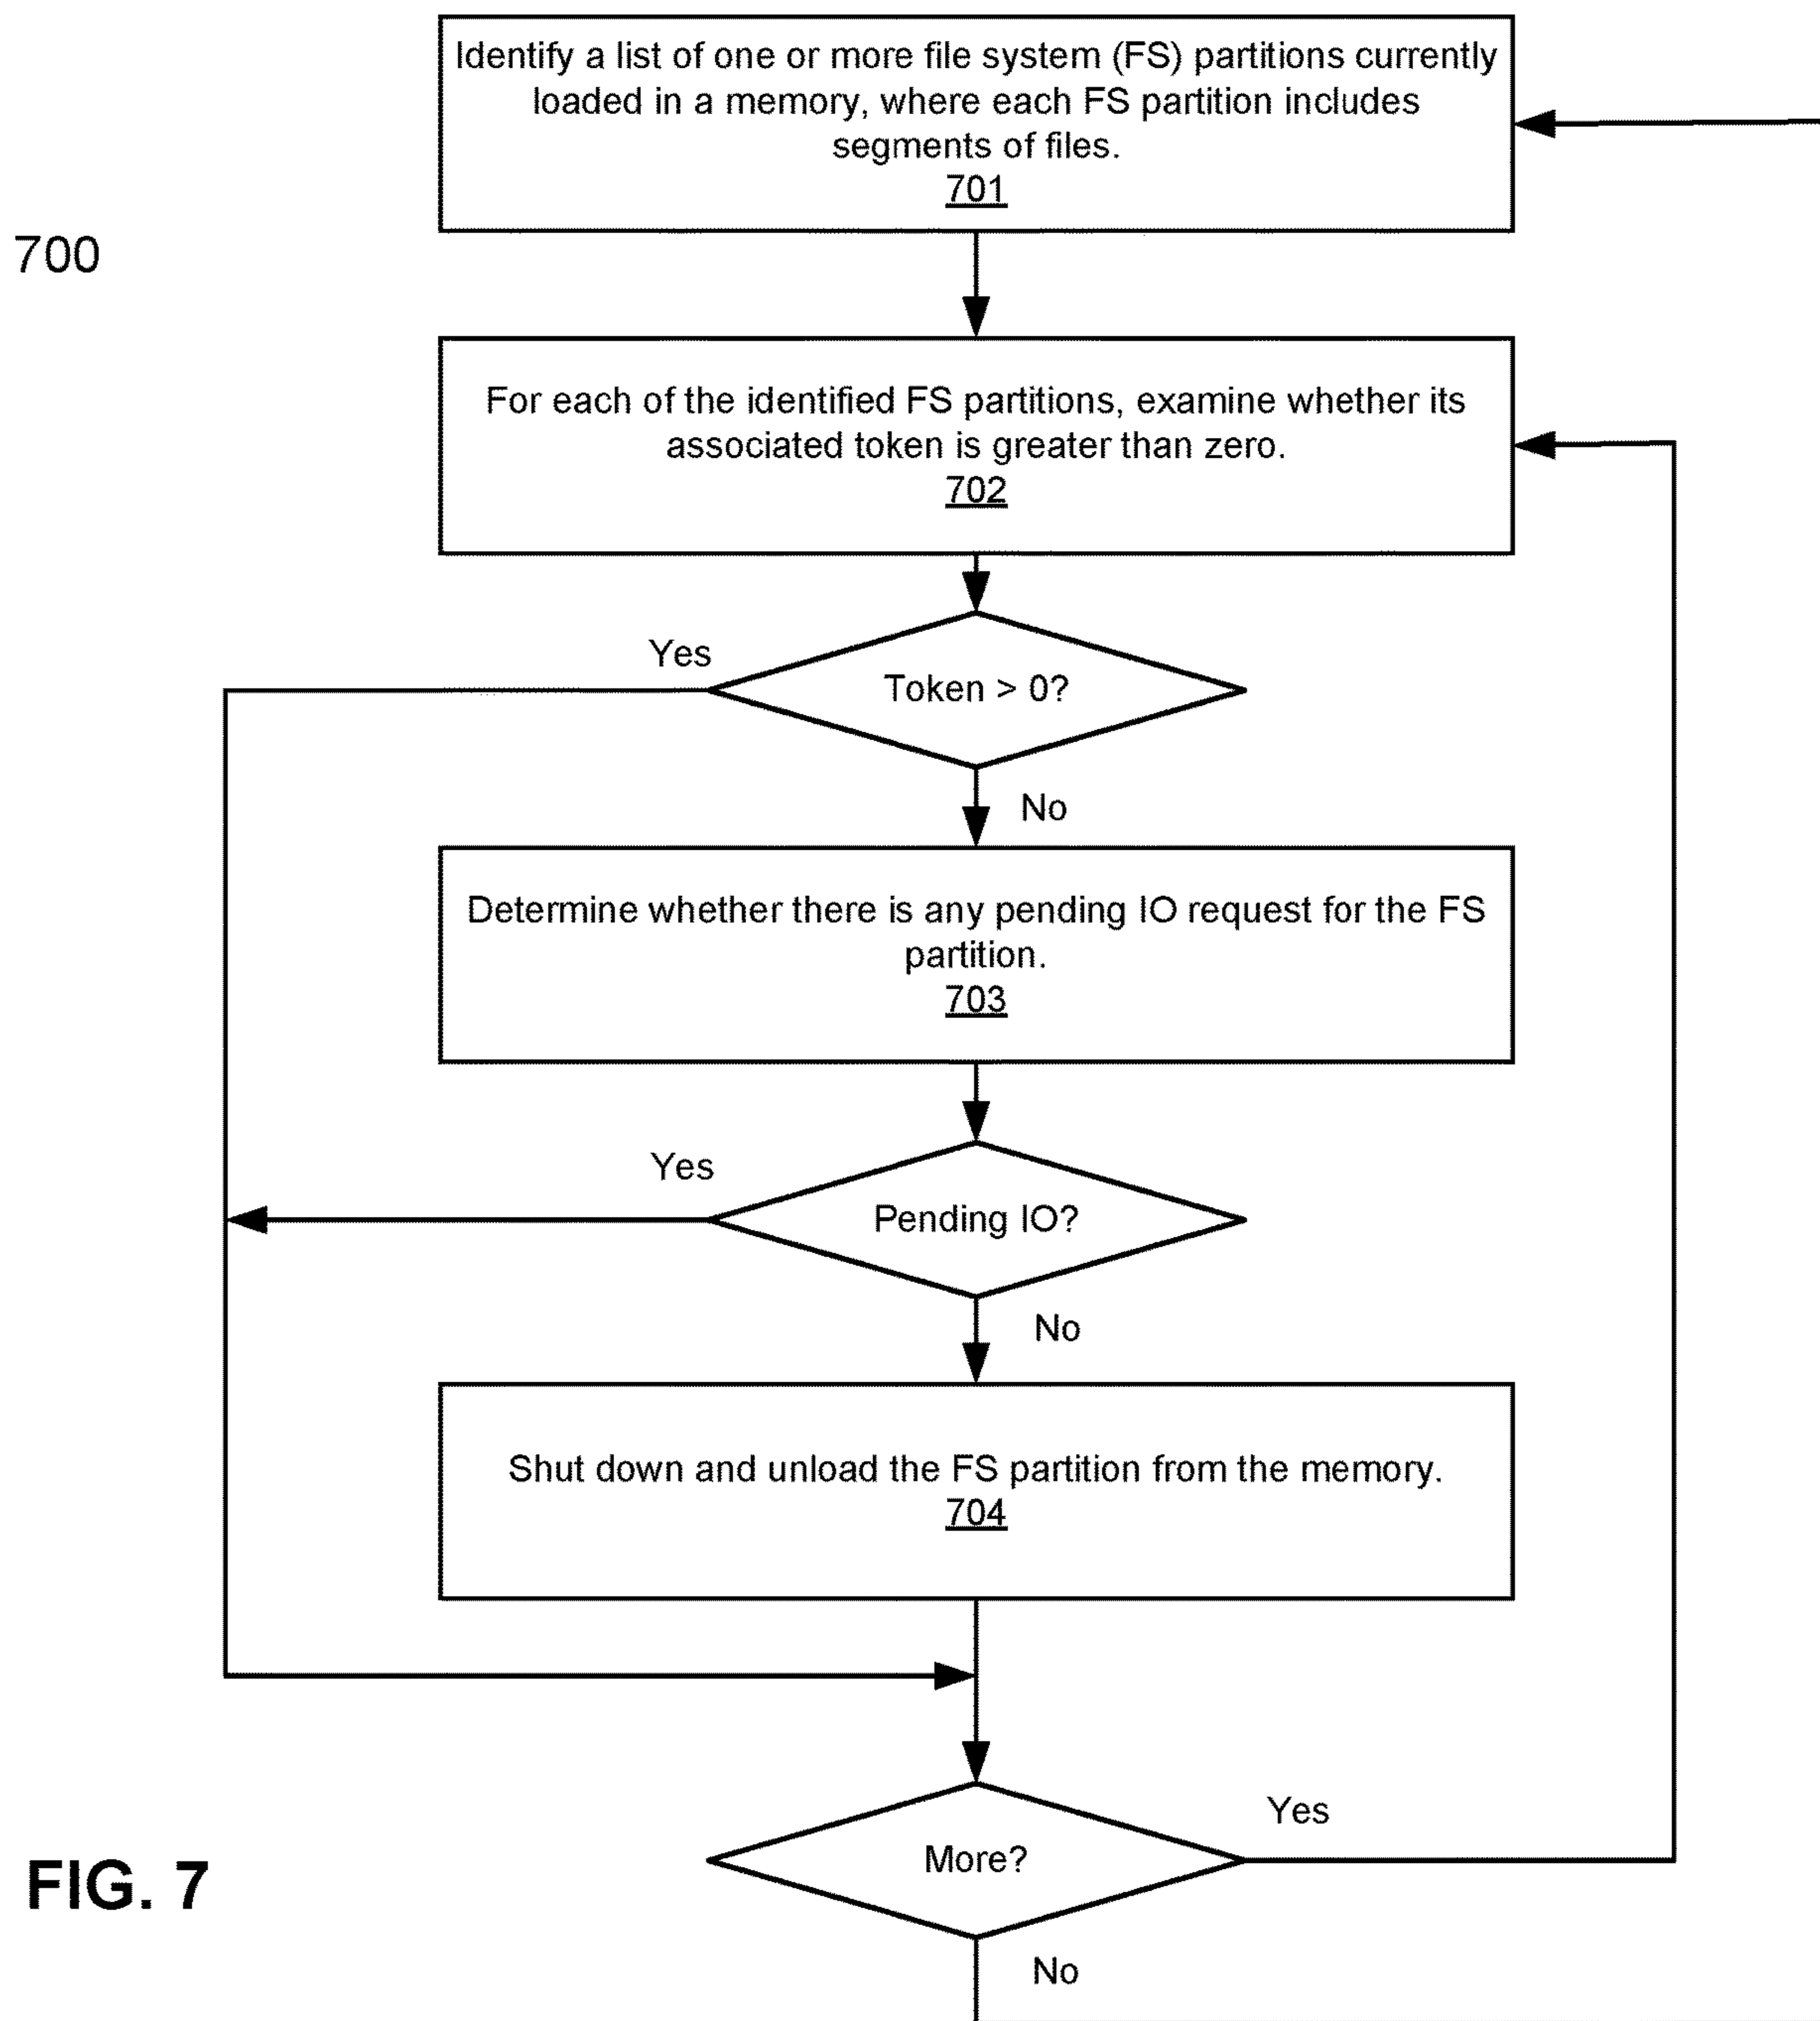 Identify a list of one or more file system (FS) partitions currently
loaded in a memory, where each FS partition includes
segments of files.
701
700
For each of the identified FS partitions, examine whether its
associated token is greater than zero.
702
Yes
Token > 0?
No
Determine whether there is any pending IO request for the FS
partition.
703
Yes
Pending IO?
No
Shut down and unload the FS partition from the memory.
704
Yes
More?
FIG. 7
No